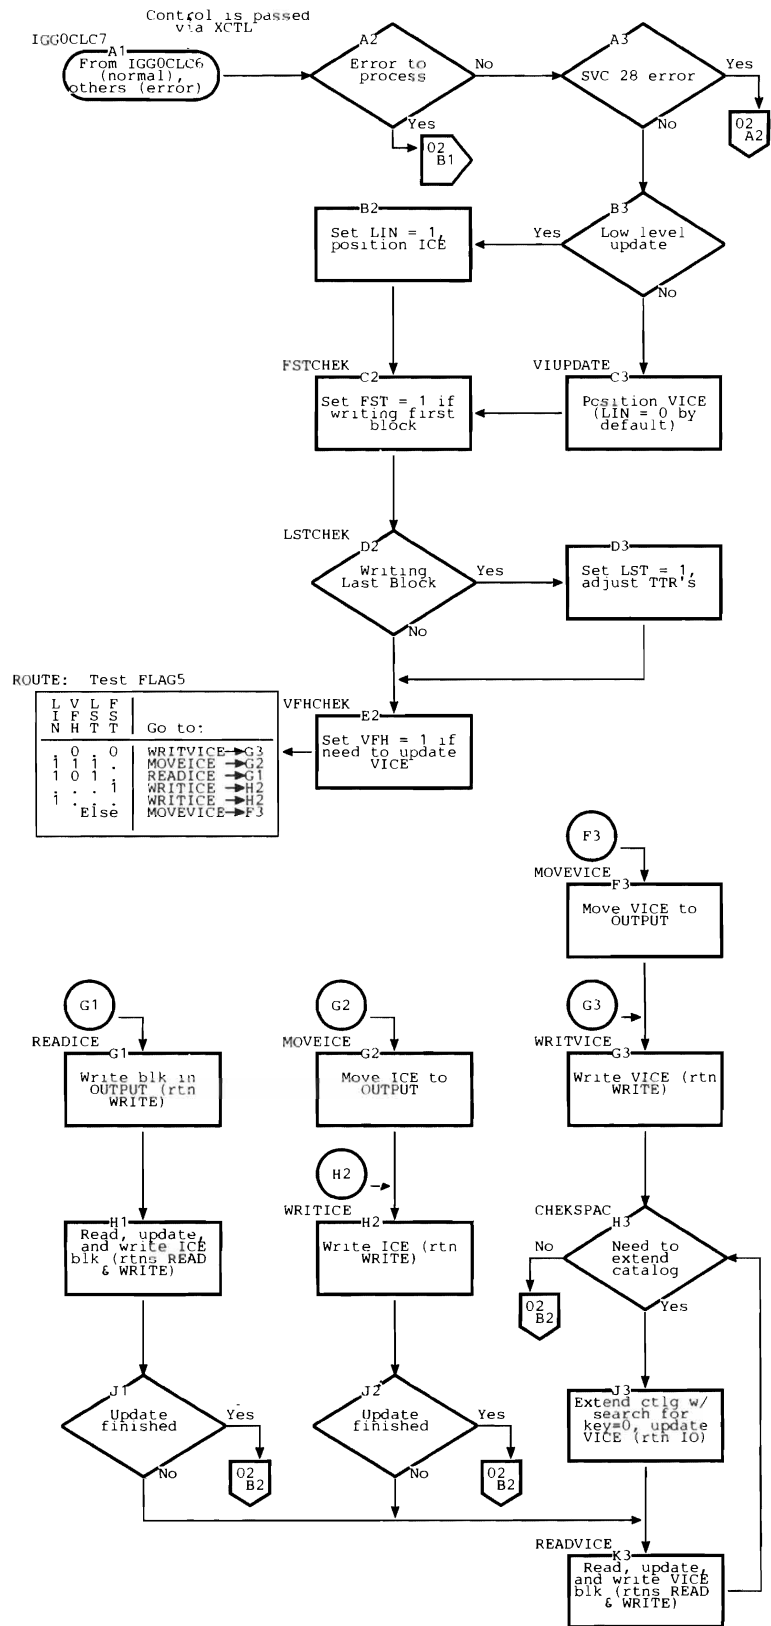 Control is passed
via XCTL
IGG0CLC7
A1
From IGG0CLC6
(normal),
others (error)
A2
Error to
process
No
Yes
02
B1
A3
SVC 28 error
Yes
No
02
A2
B2
Set LIN = 1,
position ICE
B3
Low level
update
Yes
No
FSTCHEK
C2
Set FST = 1 if
writing first
block
VIUPDATE
C3
Position VICE
(LIN = 0 by
default)
LSTCHEK
D2
Writing
Last Block
Yes
No
D3
Set LST = 1,
adjust TTR's
ROUTE: Test FLAG5
L V L F
I F S S
N H T T Go to:
. 0 . 0 WRITVICE→G3
1 1 1 . MOVEICE →G2
1 0 1 . READICE →G1
. . . 1 WRITICE →H2
1 . . . WRITICE →H2
Else MOVEVICE→F3
VFHCHEK
E2
Set VFH = 1 if
need to update
VICE
F3
MOVEVICE
F3
Move VICE to
OUTPUT
G1
READICE
G1
Write blk in
OUTPUT (rtn
WRITE)
G2
MOVEICE
G2
Move ICE to
OUTPUT
G3
WRITVICE
G3
Write VICE (rtn
WRITE)
H1
Read, update,
and write ICE
blk (rtns READ
& WRITE)
H2
WRITICE
H2
Write ICE (rtn
WRITE)
CHEKSPAC
H3
Need to
extend
catalog
No
Yes
02
B2
J1
Update
finished
Yes
No
02
B2
J2
Update
finished
Yes
No
02
B2
J3
Extend ctlg w/
search for
key=0, update
VICE (rtn IO)
READVICE
K3
Read, update,
and write VICE
blk (rtns READ
& WRITE)